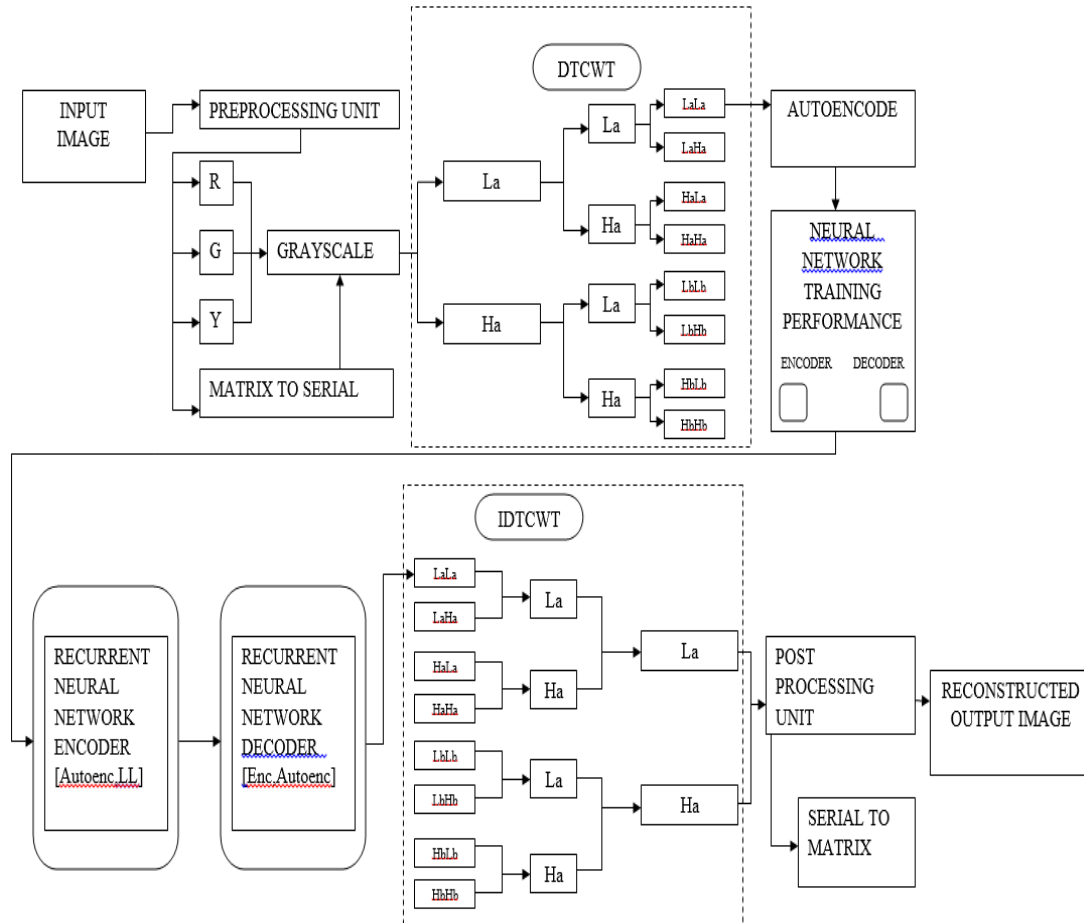 INPUT
IMAGE
PREPROCESSING UNIT
R
G
Y
GRAYSCALE
MATRIX TO SERIAL
DTCWT
La
Ha
La
Ha
La
Ha
LaLa
LaHa
HaLa
HaHa
LbLb
LbHb
HbLb
HbHb
AUTOENCODE
NEURAL
NETWORK
TRAINING
PERFORMANCE
ENCODER
DECODER
RECURRENT
NEURAL
NETWORK
ENCODER
[Autoenc,LL]
RECURRENT
NEURAL
NETWORK
DECODER
[Enc,Autoenc]
IDTCWT
LaLa
LaHa
HaLa
HaHa
LbLb
LbHb
HbLb
HbHb
La
Ha
La
Ha
La
Ha
POST
PROCESSING
UNIT
SERIAL TO
MATRIX
RECONSTRUCTED
OUTPUT IMAGE